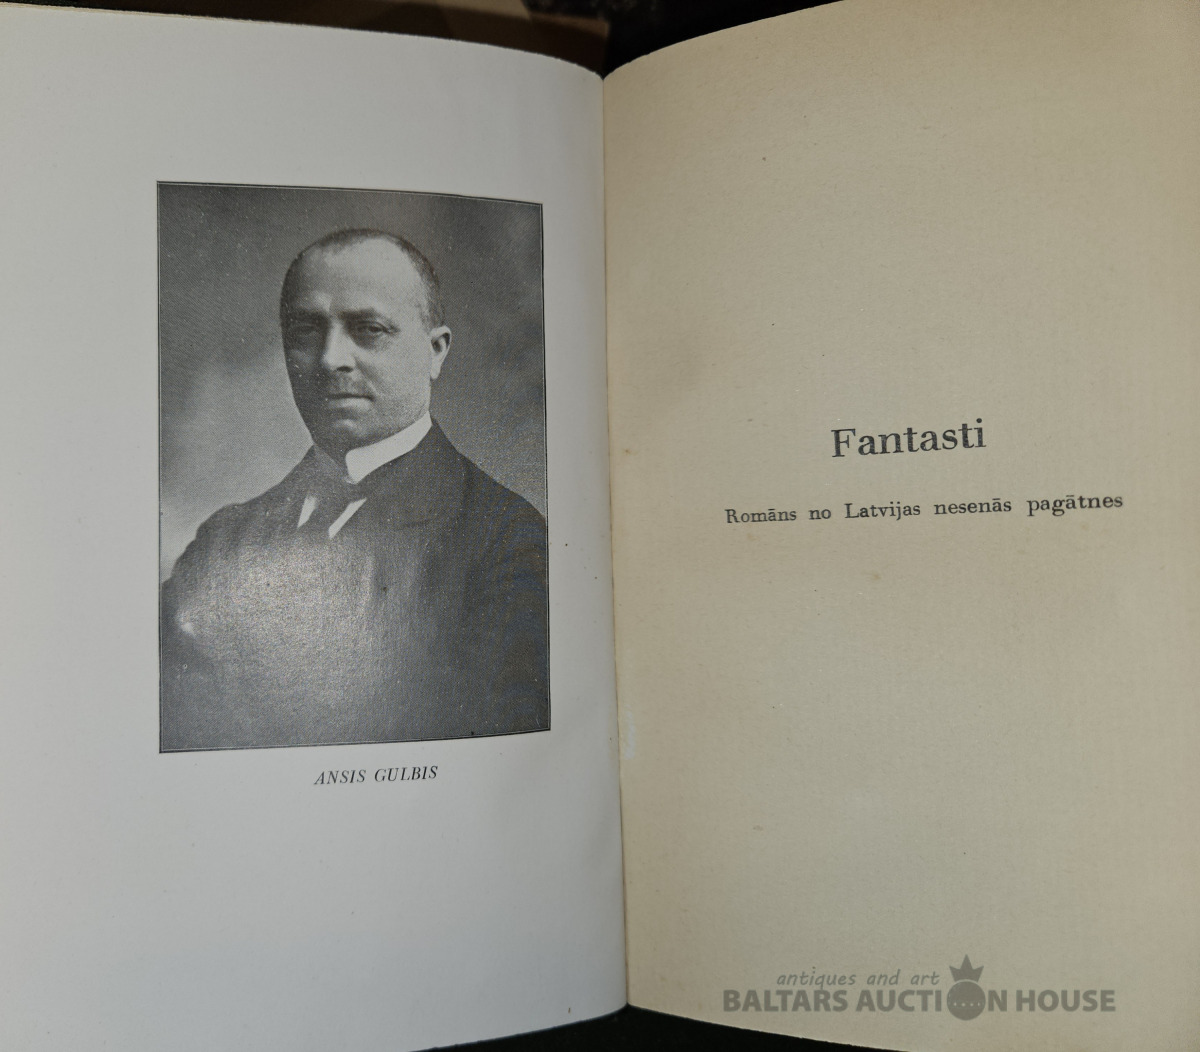 ANSIS GULBIS
Fantasti
Romāns no Latvijas nesenās pagātnes
antiques and art
BALTARS AUCTION HOUSE